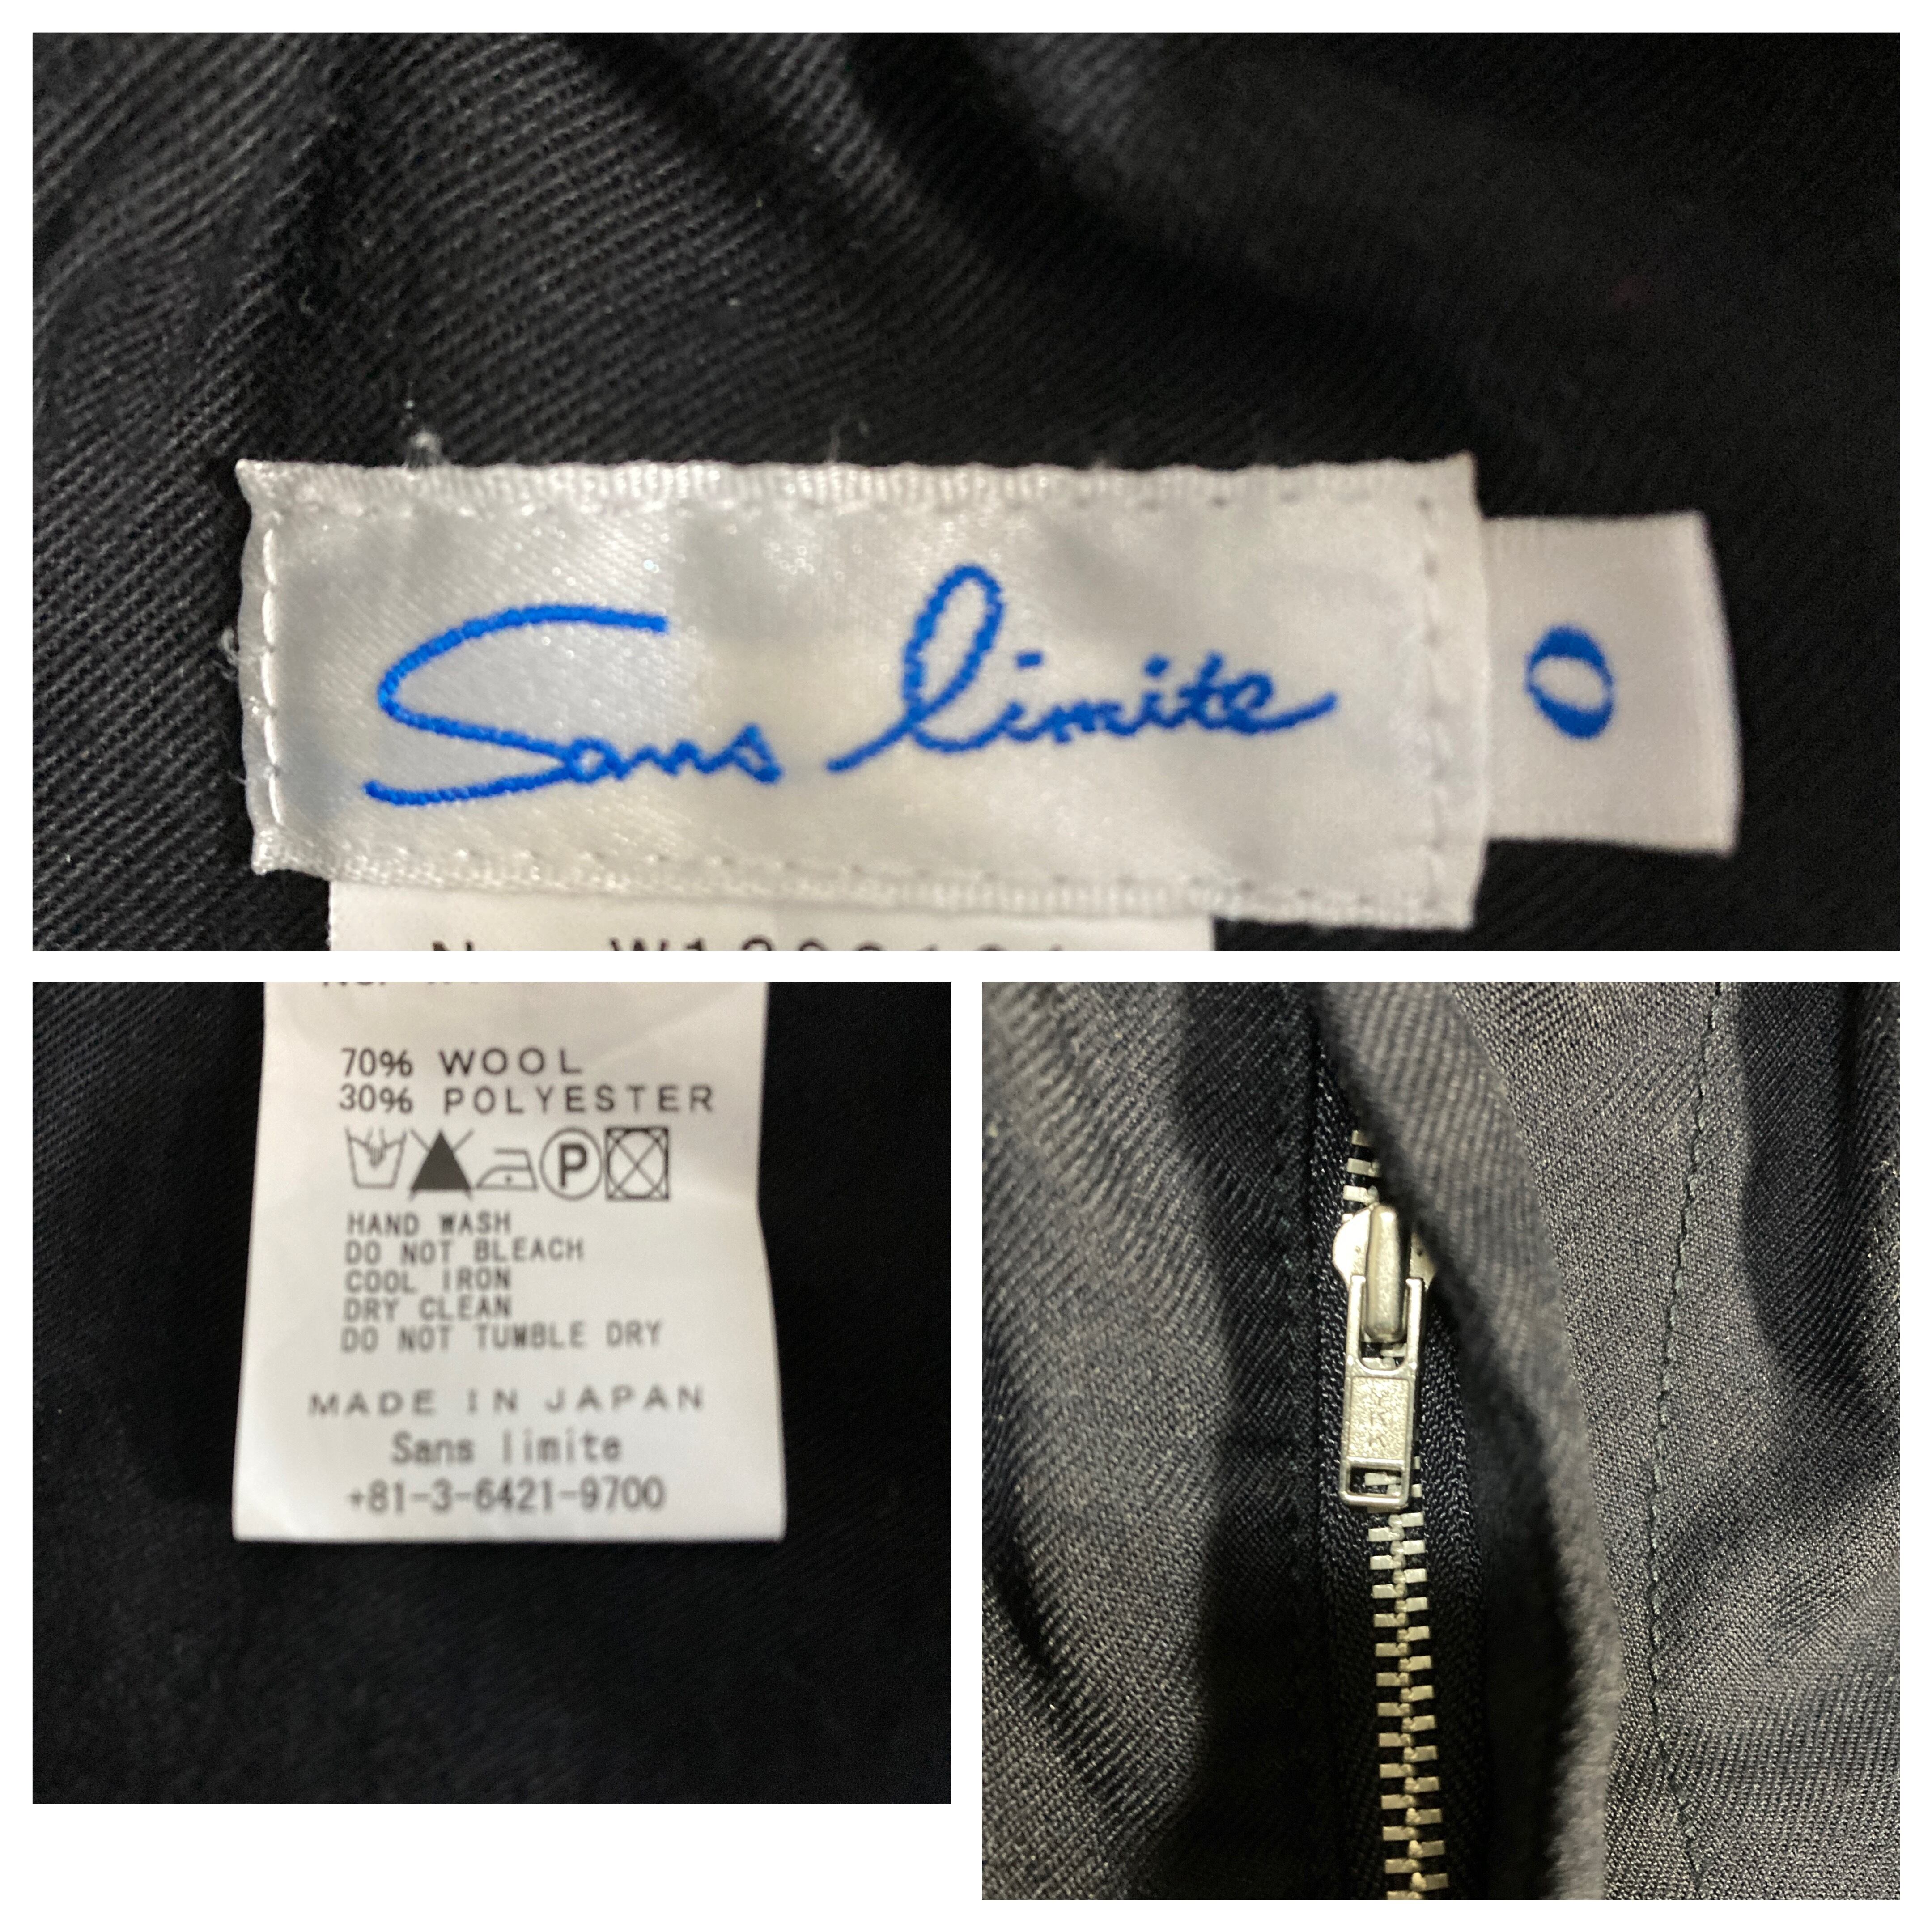 Sans limite
0
70% WOOL
30% POLYESTER
P
HAND WASH
DO NOT BLEACH
COOL IRON
DRY CLEAN
DO NOT TUMBLE DRY
MADE IN JAPAN
Sans limite
+81-3-6421-9700
YKK